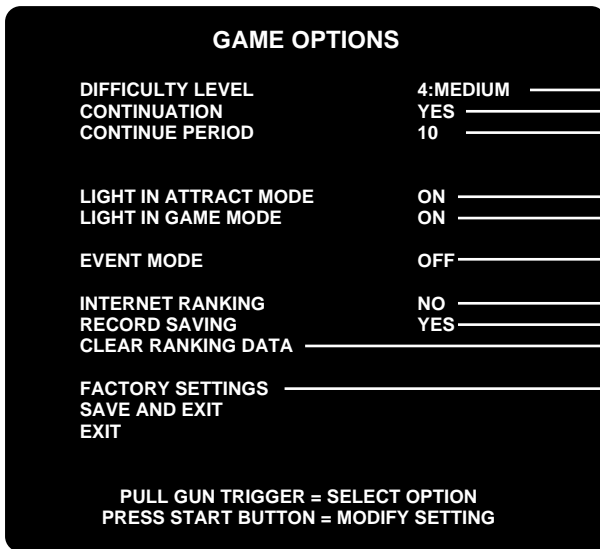 GAME OPTIONS
DIFFICULTY LEVEL 4:MEDIUM
CONTINUATION YES
CONTINUE PERIOD 10
LIGHT IN ATTRACT MODE ON
LIGHT IN GAME MODE ON
EVENT MODE OFF
INTERNET RANKING NO
RECORD SAVING YES
CLEAR RANKING DATA
FACTORY SETTINGS
SAVE AND EXIT
EXIT
PULL GUN TRIGGER = SELECT OPTION
PRESS START BUTTON = MODIFY SETTING